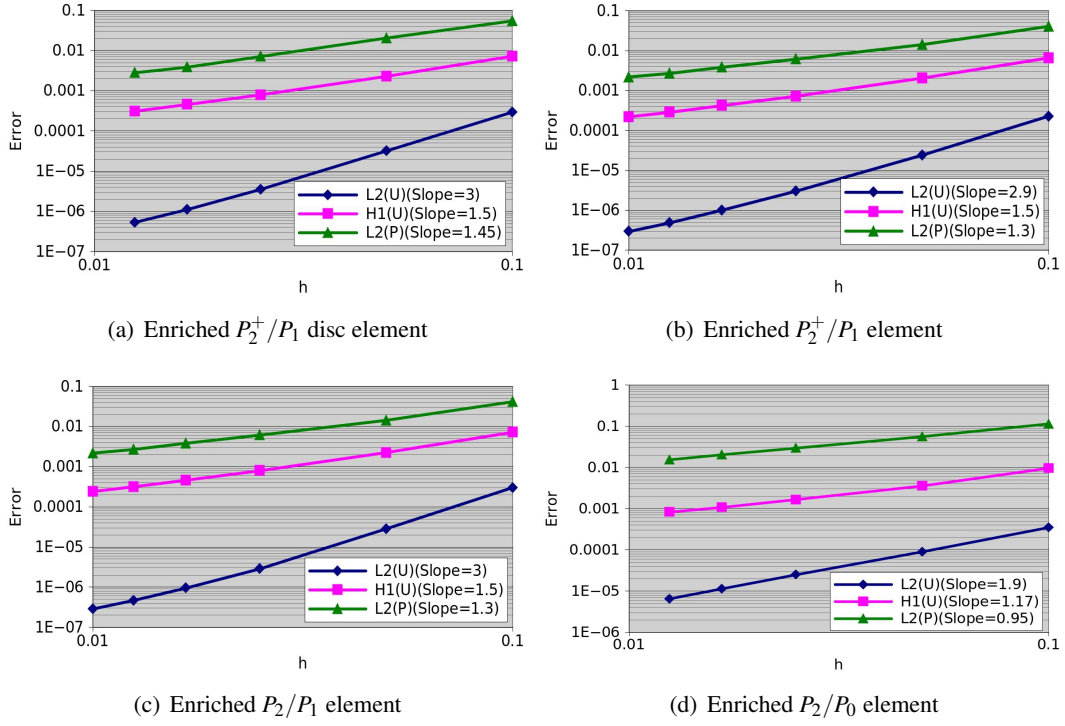 0.1
0.01
0.001
0.0001
1E-05
1E-06
1E-07
Error
0.01
0.1
h
L2(U)(Slope=3)
H1(U)(Slope=1.5)
L2(P)(Slope=1.45)
(a) Enriched P₂⁺/P₁ disc element
0.1
0.01
0.001
0.0001
1E-05
1E-06
1E-07
Error
0.01
0.1
h
L2(U)(Slope=2.9)
H1(U)(Slope=1.5)
L2(P)(Slope=1.3)
(b) Enriched P₂⁺/P₁ element
0.1
0.01
0.001
0.0001
1E-05
1E-06
1E-07
Error
0.01
0.1
h
L2(U)(Slope=3)
H1(U)(Slope=1.5)
L2(P)(Slope=1.3)
(c) Enriched P₂/P₁ element
1
0.1
0.01
0.001
0.0001
1E-05
1E-06
Error
0.01
0.1
h
L2(U)(Slope=1.9)
H1(U)(Slope=1.17)
L2(P)(Slope=0.95)
(d) Enriched P₂/P₀ element